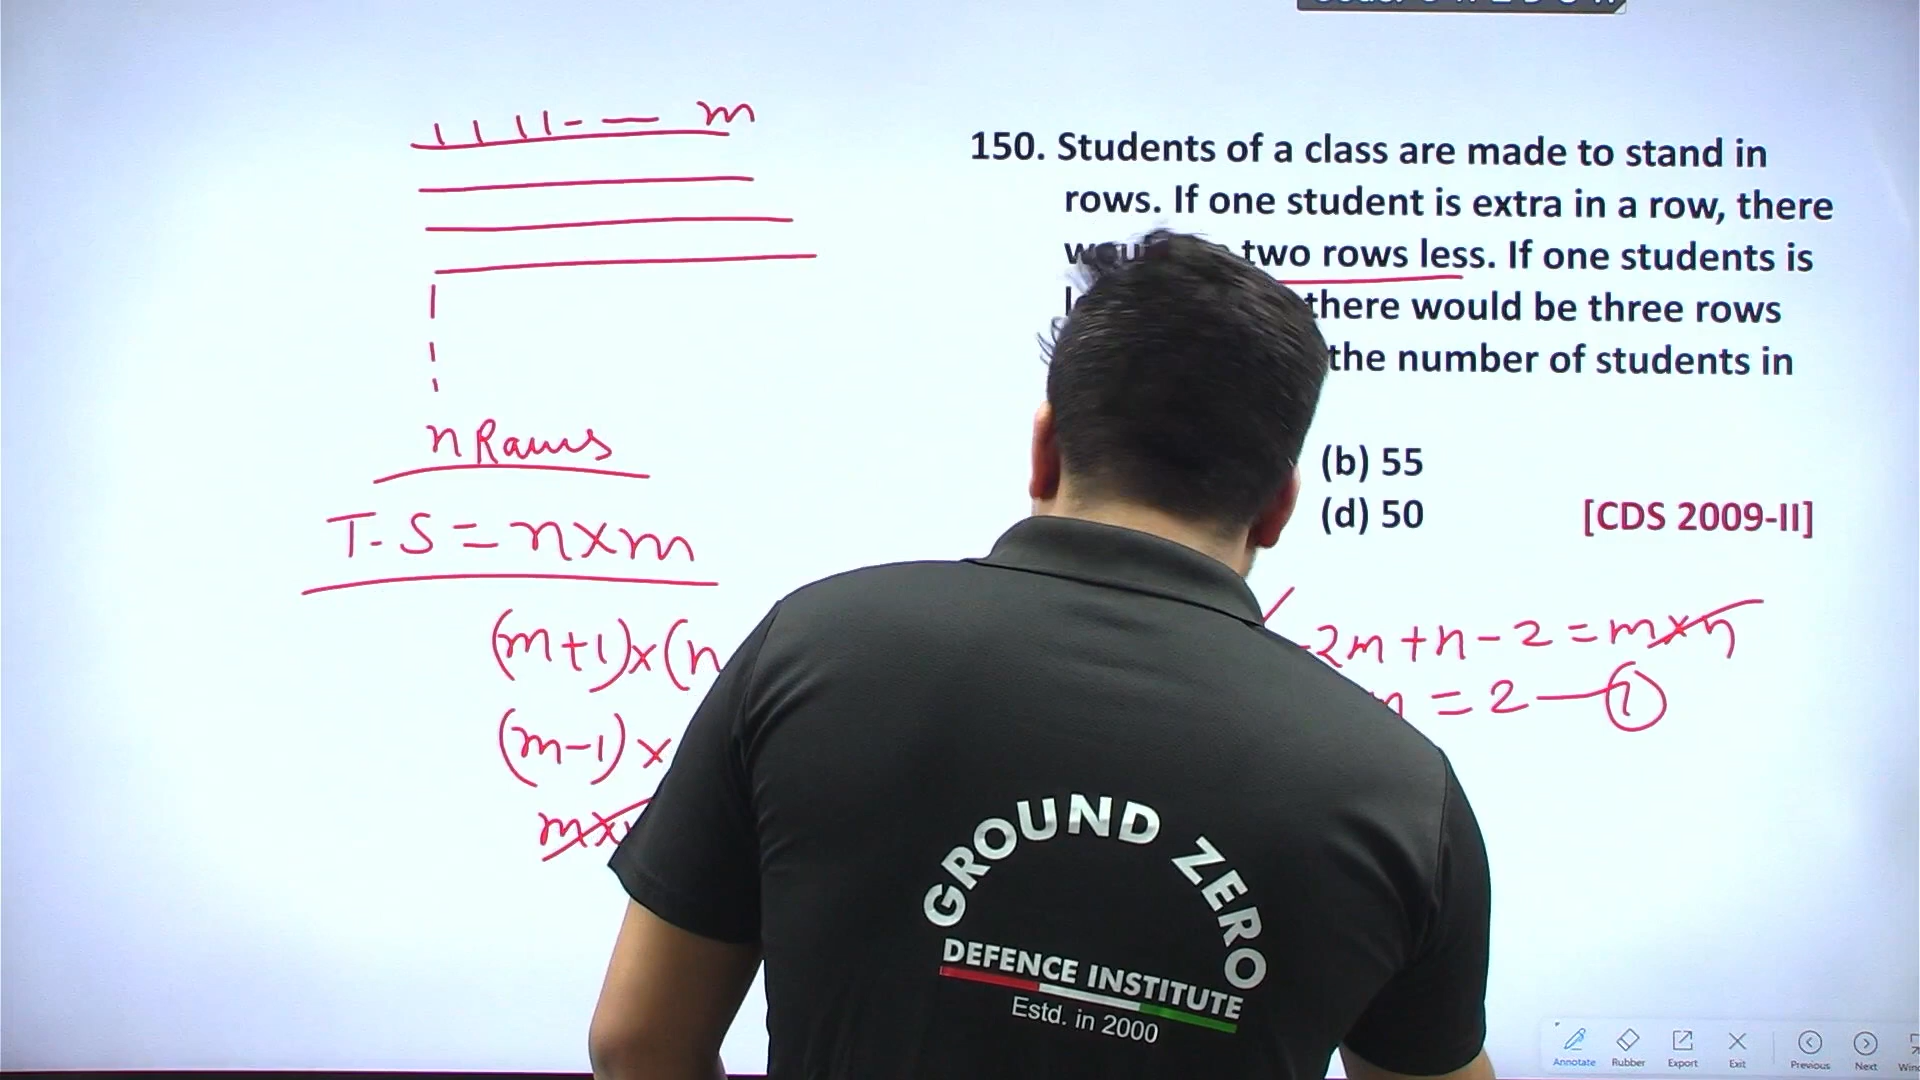 m
n Raws
T.S = n×m
(m+1)×(n
(m-1)×
150. Students of a class are made to stand in
rows. If one student is extra in a row, there
two rows less. If one students is
there would be three rows
the number of students in
(b) 55
(d) 50 [CDS 2009-II]
-2m+n-2=m×n
= 2 — ①
GROUND ZERO
DEFENCE INSTITUTE
Estd. in 2000
Annotate Rubber Export Exit Previous Next